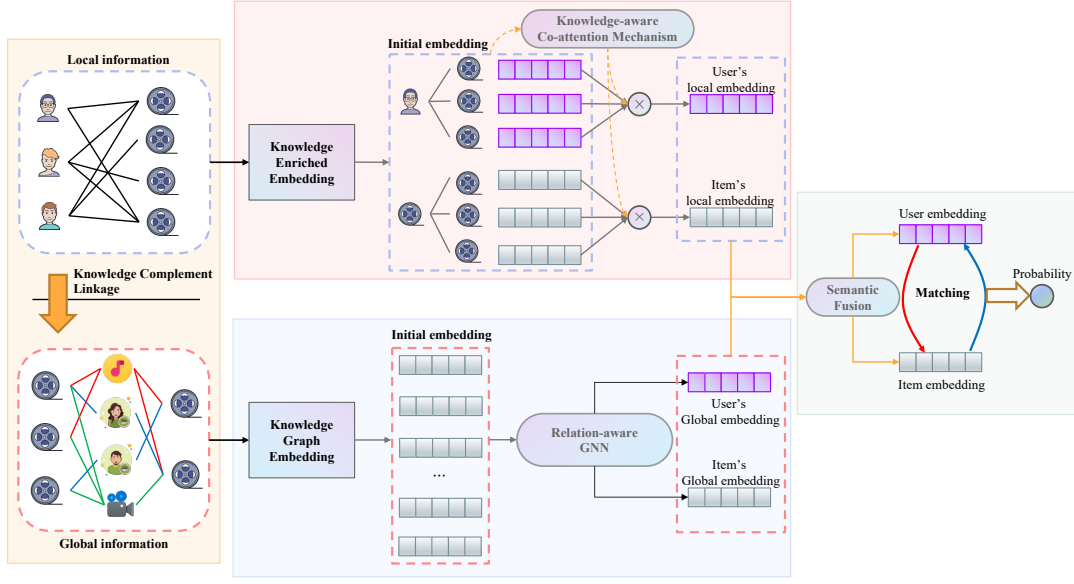 Local information
Knowledge Complement
Linkage
Global information
Knowledge
Enriched
Embedding
Initial embedding
Knowledge-aware
Co-attention Mechanism
User's
local embedding
Item's
local embedding
Knowledge
Graph
Embedding
Initial embedding
...
Relation-aware
GNN
User's
Global embedding
Item's
Global embedding
Semantic
Fusion
User embedding
Matching
Item embedding
Probability